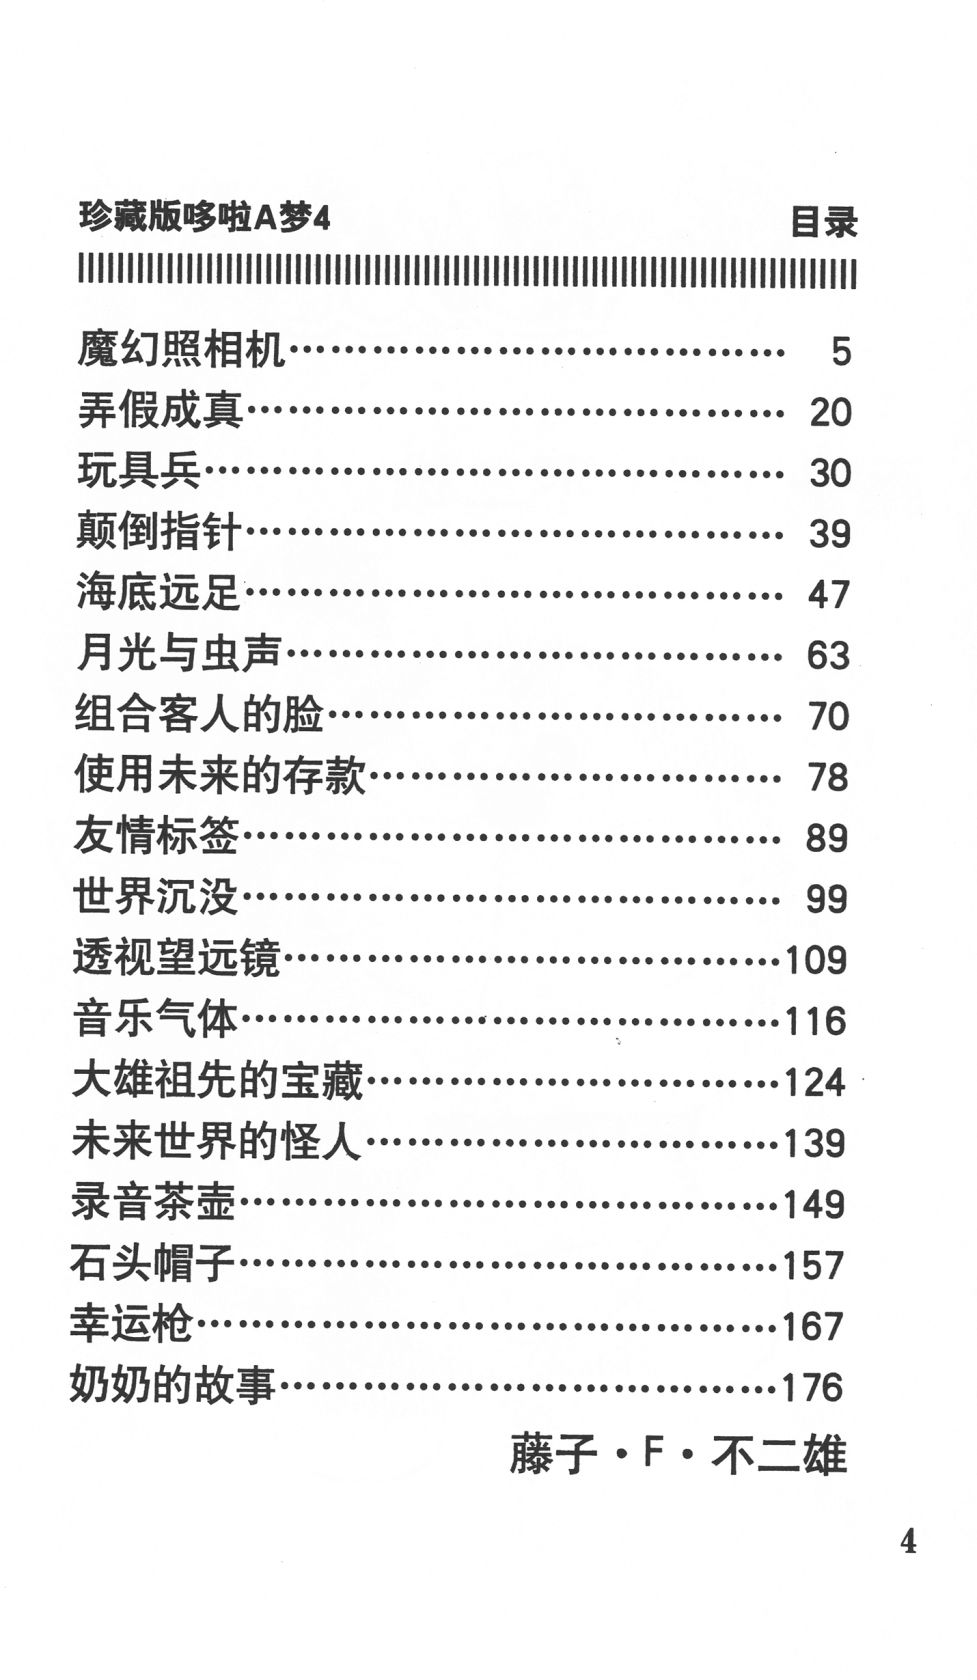 珍藏版哆啦A梦4 目录
魔幻照相机…………………………………… 5
弄假成真…………………………………… 20
玩具兵…………………………………… 30
颠倒指针…………………………………… 39
海底远足…………………………………… 47
月光与虫声…………………………………… 63
组合客人的脸………………………………… 70
使用未来的存款……………………………… 78
友情标签…………………………………… 89
世界沉没…………………………………… 99
透视望远镜…………………………………109
音乐气体……………………………………116
大雄祖先的宝藏……………………………124
未来世界的怪人……………………………139
录音茶壶……………………………………149
石头帽子……………………………………157
幸运枪………………………………………167
奶奶的故事…………………………………176
藤子·F·不二雄
4